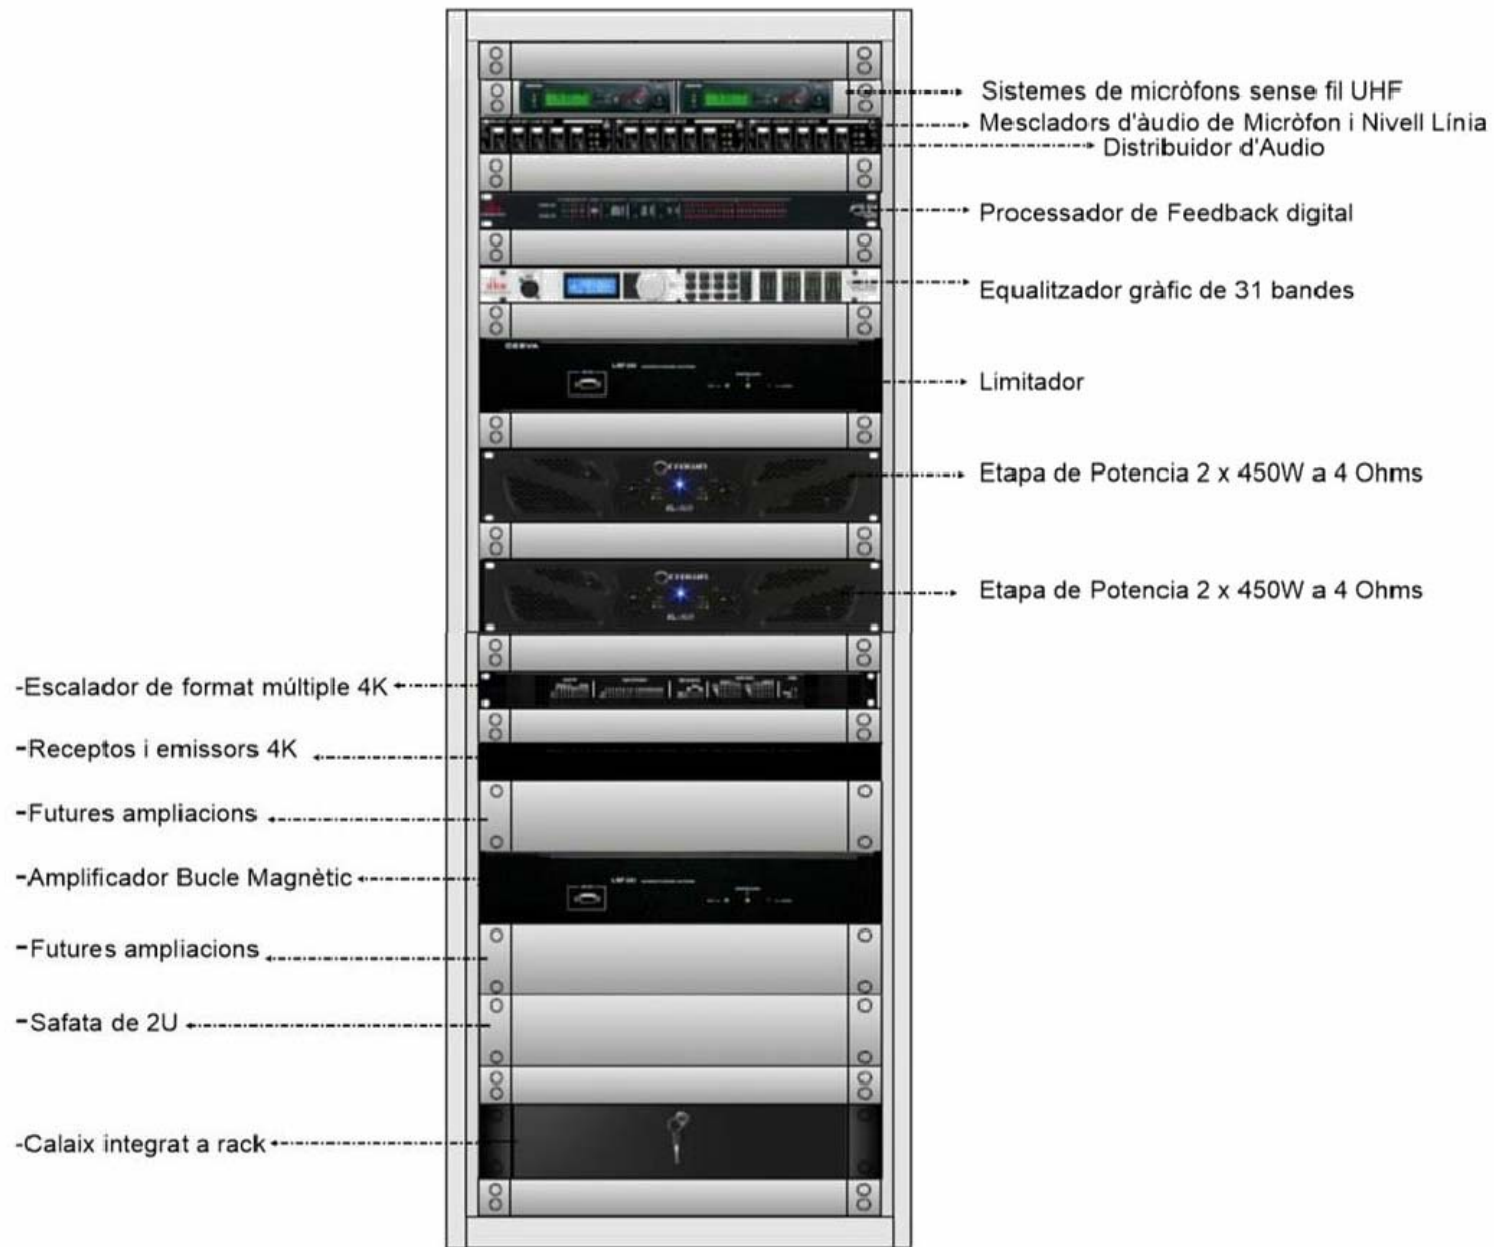 Sistemes de micròfons sense fil UHF
Mescladors d'àudio de Micròfon i Nivell Línia
Distribuidor d'Audio
Processador de Feedback digital
Equalitzador gràfic de 31 bandes
Limitador
Etapa de Potencia 2 x 450W a 4 Ohms
Etapa de Potencia 2 x 450W a 4 Ohms
-Escalador de format múltiple 4K
-Receptos i emissors 4K
-Futures ampliacions
-Amplificador Bucle Magnètic
-Futures ampliacions
-Safata de 2U
-Calaix integrat a rack
crown
crown